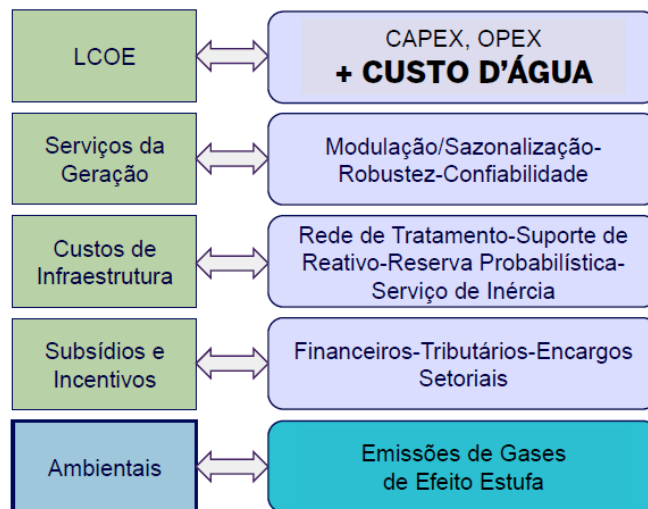 LCOE
CAPEX, OPEX
+ CUSTO D'ÁGUA
Serviços da
Geração
Modulação/Sazonalização-
Robustez-Confiabilidade
Custos de
Infraestrutura
Rede de Tratamento-Suporte de
Reativo-Reserva Probabilística-
Serviço de Inércia
Subsídios e
Incentivos
Financeiros-Tributários-Encargos
Setoriais
Ambientais
Emissões de Gases
de Efeito Estufa